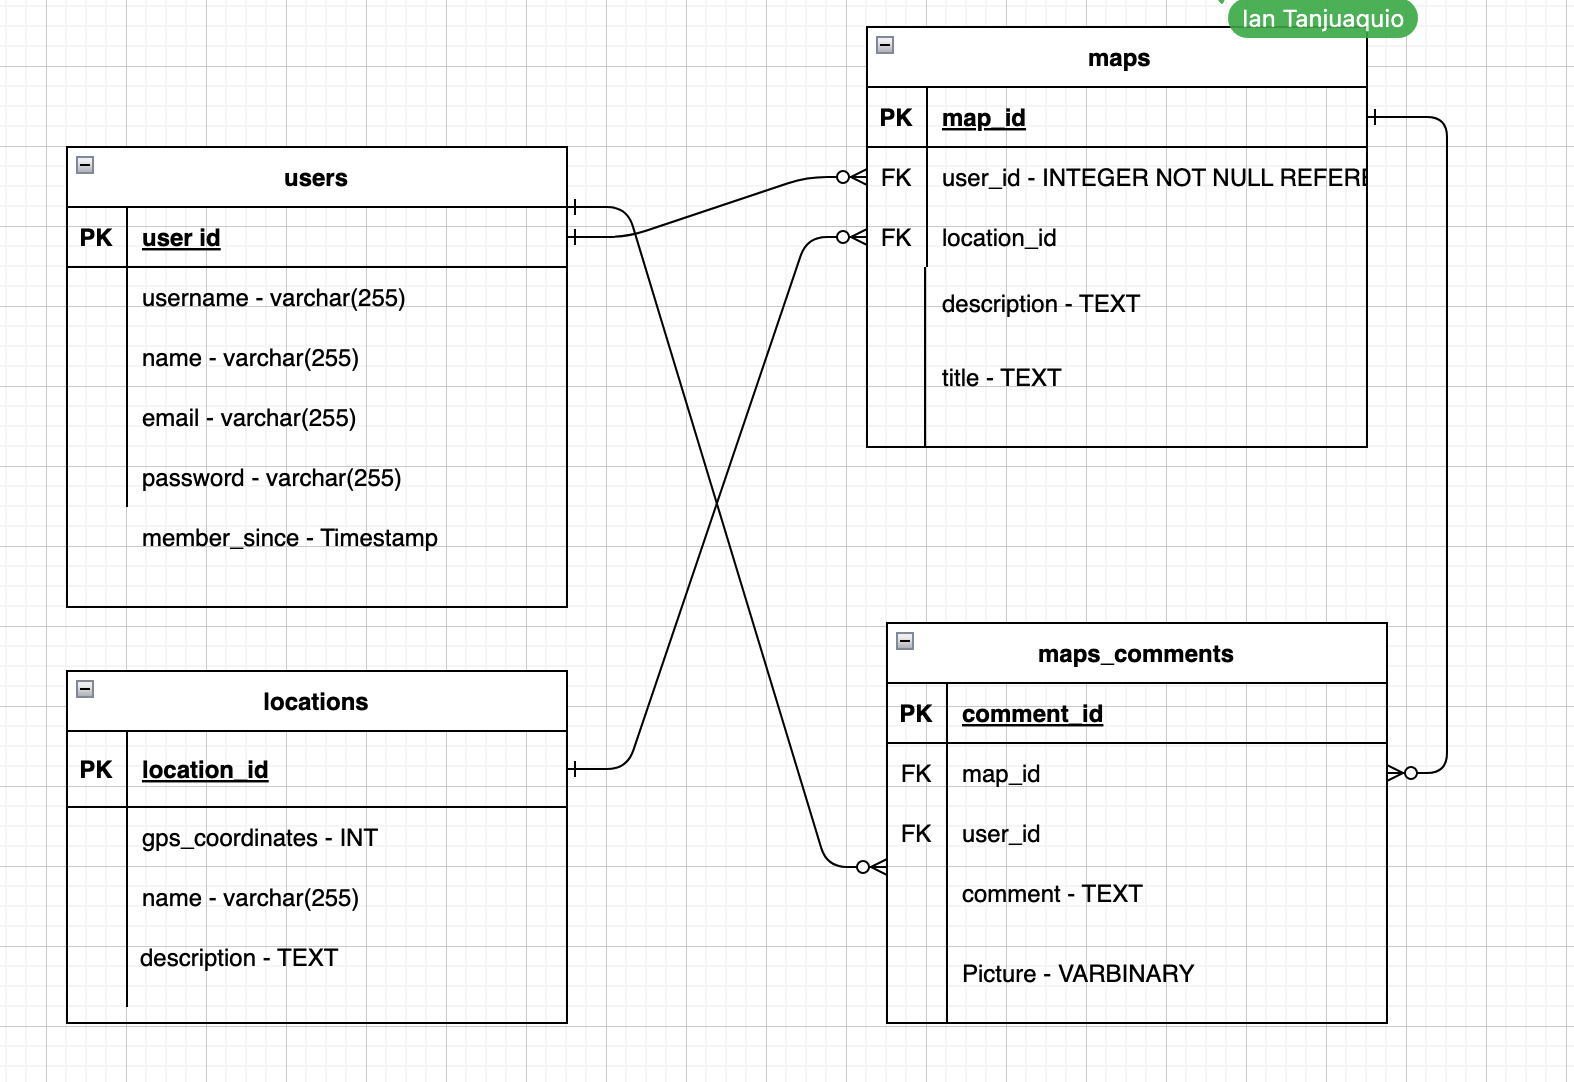 Ian Tanjuaquio
maps
PK map_id
FK user_id - INTEGER NOT NULL REFERE
FK location_id
description - TEXT
title - TEXT
users
PK user id
username - varchar(255)
name - varchar(255)
email - varchar(255)
password - varchar(255)
member_since - Timestamp
locations
PK location_id
gps_coordinates - INT
name - varchar(255)
description - TEXT
maps_comments
PK comment_id
FK map_id
FK user_id
comment - TEXT
Picture - VARBINARY